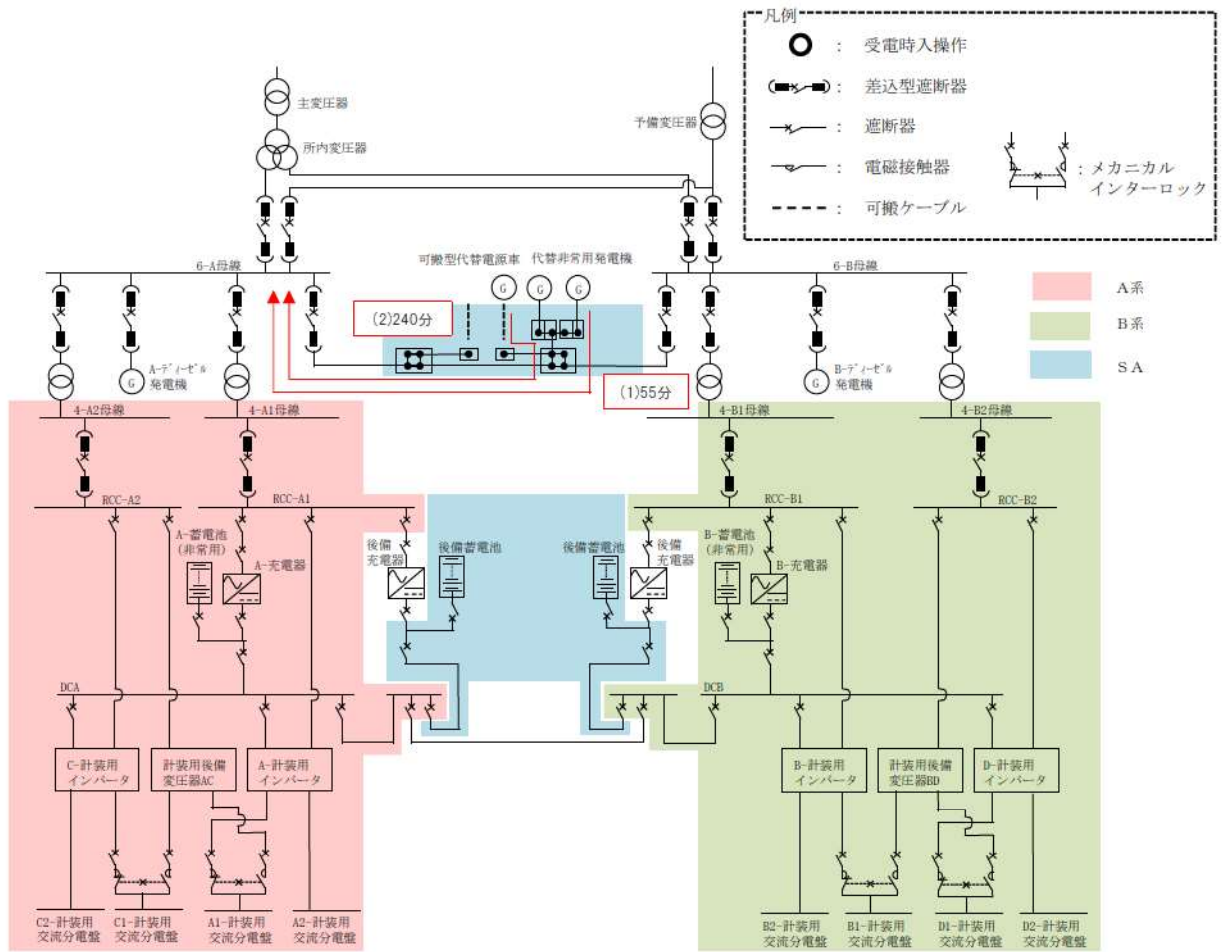 凡例
: 受電時入操作
: 差込型遮断器
: 遮断器
: 電磁接触器
: 可搬ケーブル
: メカニカル
インターロック
主変圧器
所内変圧器
予備変圧器
6-A母線
可搬型代替電源車
代替非常用発電機
6-B母線
G
G
G
A系
B系
SA
(2)240分
(1)55分
A-ディーゼル
発電機
G
B-ディーゼル
発電機
G
4-A2母線
4-A1母線
4-B1母線
4-B2母線
RCC-A2
RCC-A1
RCC-B1
RCC-B2
A-蓄電池
(非常用)
A-充電器
後備
充電器
後備蓄電池
後備蓄電池
後備
充電器
B-蓄電池
(非常用)
B-充電器
DCA
DCB
C-計装用
インバータ
計装用後備
変圧器AC
A-計装用
インバータ
B-計装用
インバータ
計装用後備
変圧器BD
D-計装用
インバータ
C2-計装用
交流分電盤
C1-計装用
交流分電盤
A1-計装用
交流分電盤
A2-計装用
交流分電盤
B2-計装用
交流分電盤
B1-計装用
交流分電盤
D1-計装用
交流分電盤
D2-計装用
交流分電盤